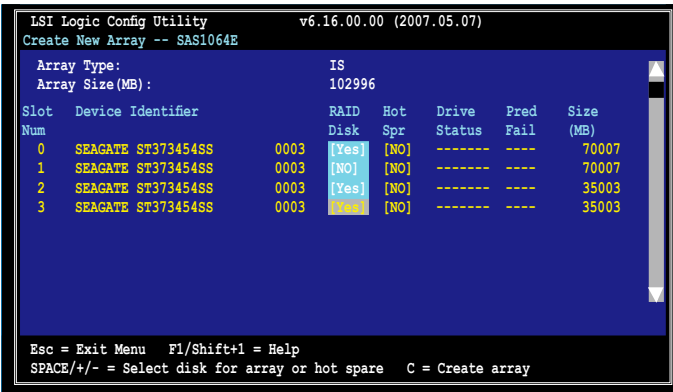 LSI Logic Config Utility v6.16.00.00 (2007.05.07)
Create New Array -- SAS1064E
Array Type: IS
Array Size(MB): 102996
Slot Device Identifier RAID Hot Drive Pred Size
Num Disk Spr Status Fail (MB)
0 SEAGATE ST373454SS 0003 [Yes] [NO] ------- ---- 70007
1 SEAGATE ST373454SS 0003 [NO] [NO] ------- ---- 70007
2 SEAGATE ST373454SS 0003 [Yes] [NO] ------- ---- 35003
3 SEAGATE ST373454SS 0003 [Yes] [NO] ------- ---- 35003
Esc = Exit Menu F1/Shift+1 = Help
SPACE/+/- = Select disk for array or hot spare C = Create array